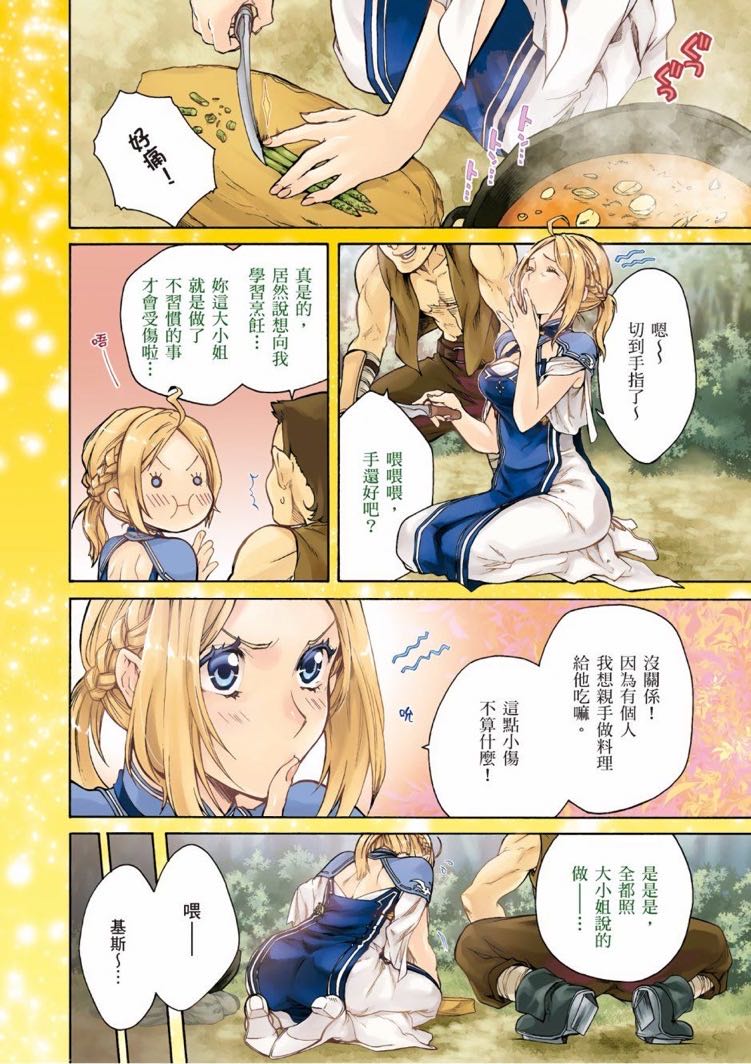 好痛！
嗯～
切到手指了～
喂喂喂，
手還好吧？
真是的，
居然說想向我
學習烹飪…
妳這大小姐
就是做了
不習慣的事
才會受傷啦…
唔
沒關係！
因為有個人
我想親手做料理
給他吃嘛。
這點小傷
不算什麼！
吮
是是是，
全都照
大小姐說的
做——…
喂—
基斯～…